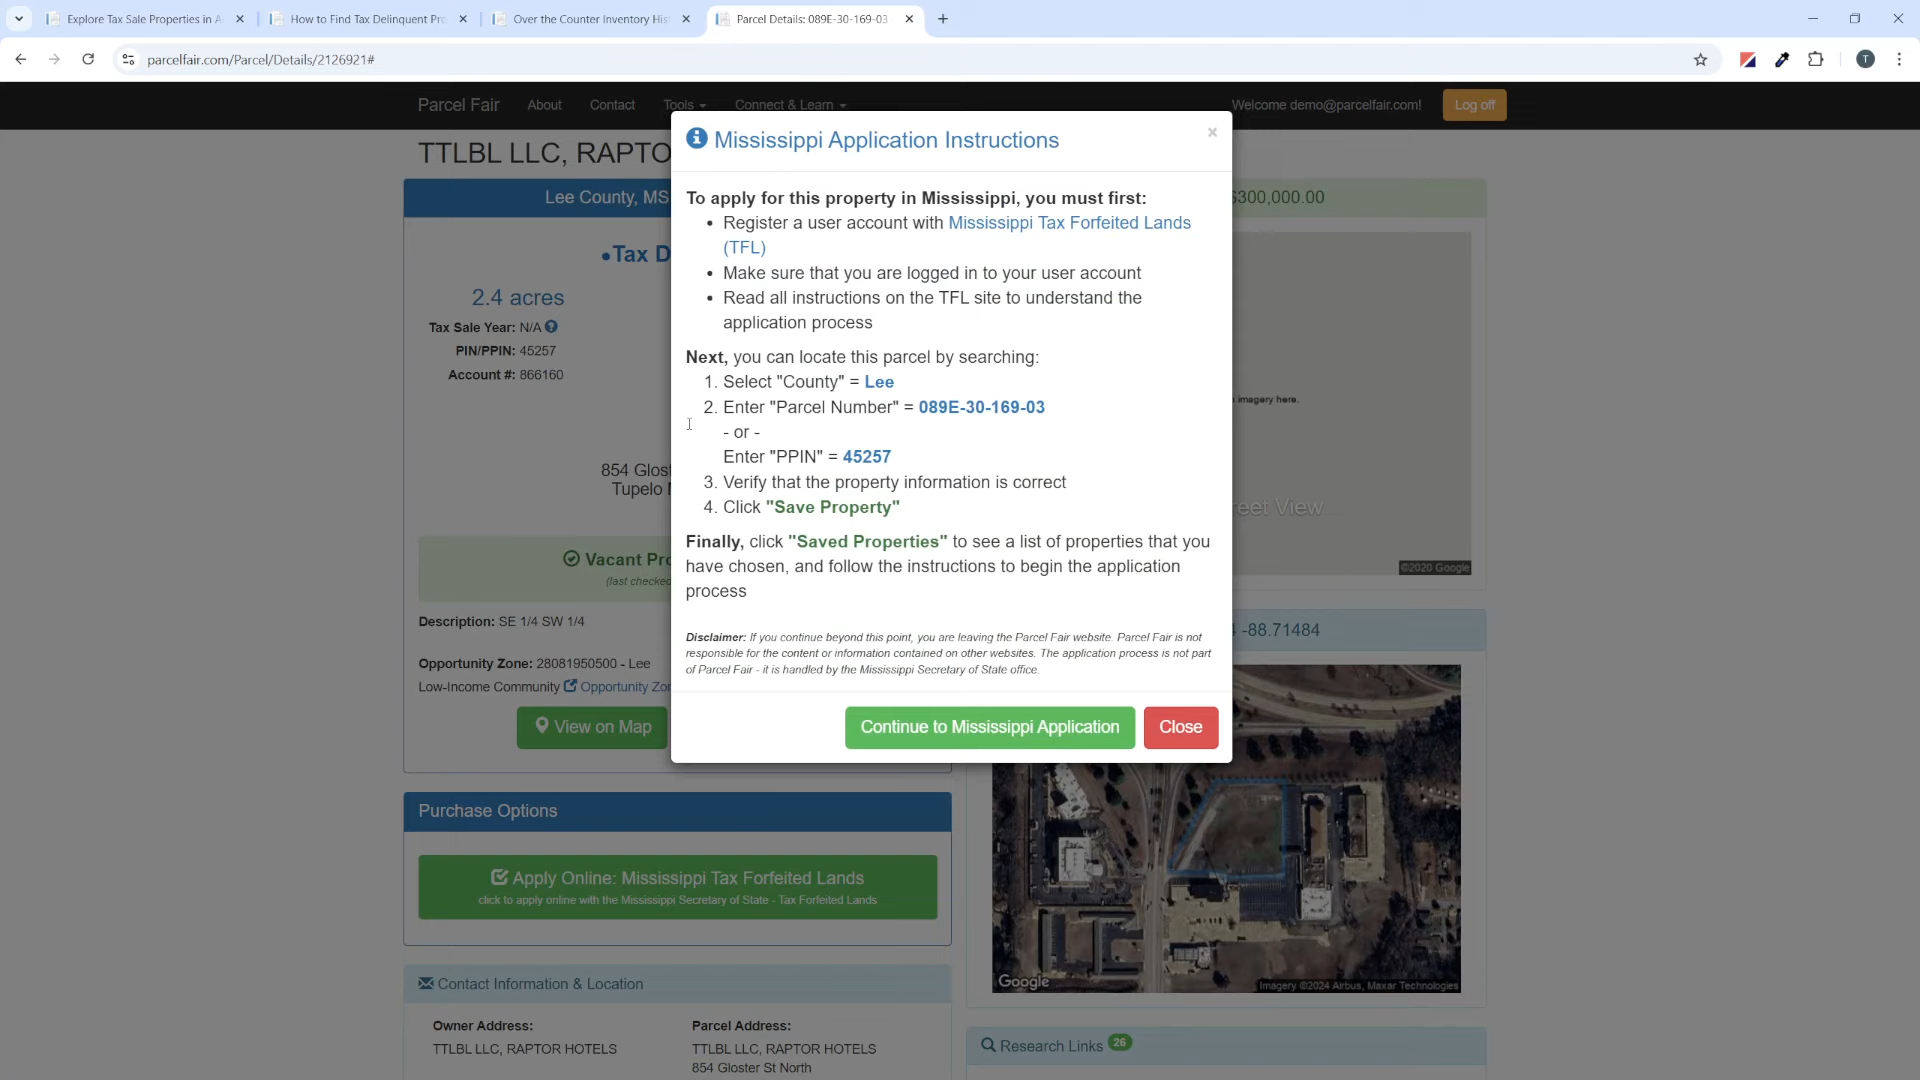 Explore Tax Sale Properties in A
How to Find Tax Delinquent Pro
Over the Counter Inventory His
Parcel Details: 089E-30-169-03
parcelfair.com/Parcel/Details/2126921#
T
Parcel Fair
About
Contact
Tools
Connect & Learn
Welcome demo@parcelfair.com!
Log off
TTLBL LLC, RAPTO
Lee County, MS
$300,000.00
Tax D
2.4 acres
Tax Sale Year: N/A
PIN/PPIN: 45257
Account #: 866160
854 Glost
Tupelo
Vacant Pro
(last checked
Description: SE 1/4 SW 1/4
Opportunity Zone: 28081950500 - Lee
Low-Income Community Opportunity Zon
View on Map
Mississippi Application Instructions
To apply for this property in Mississippi, you must first:
• Register a user account with Mississippi Tax Forfeited Lands
(TFL)
• Make sure that you are logged in to your user account
• Read all instructions on the TFL site to understand the
application process
Next, you can locate this parcel by searching:
1. Select "County" = Lee
2. Enter "Parcel Number" = 089E-30-169-03
- or -
Enter "PPIN" = 45257
3. Verify that the property information is correct
4. Click "Save Property"
Finally, click "Saved Properties" to see a list of properties that you
have chosen, and follow the instructions to begin the application
process
Disclaimer: If you continue beyond this point, you are leaving the Parcel Fair website. Parcel Fair is not
responsible for the content or information contained on other websites. The application process is not part
of Parcel Fair - it is handled by the Mississippi Secretary of State office.
Continue to Mississippi Application
Close
imagery here.
reet View
©2020 Google
-88.71484
Google
Imagery ©2024 Airbus, Maxar Technologies
Purchase Options
Apply Online: Mississippi Tax Forfeited Lands
click to apply online with the Mississippi Secretary of State - Tax Forfeited Lands
Contact Information & Location
Owner Address:
TTLBL LLC, RAPTOR HOTELS
Parcel Address:
TTLBL LLC, RAPTOR HOTELS
854 Gloster St North
Research Links 26